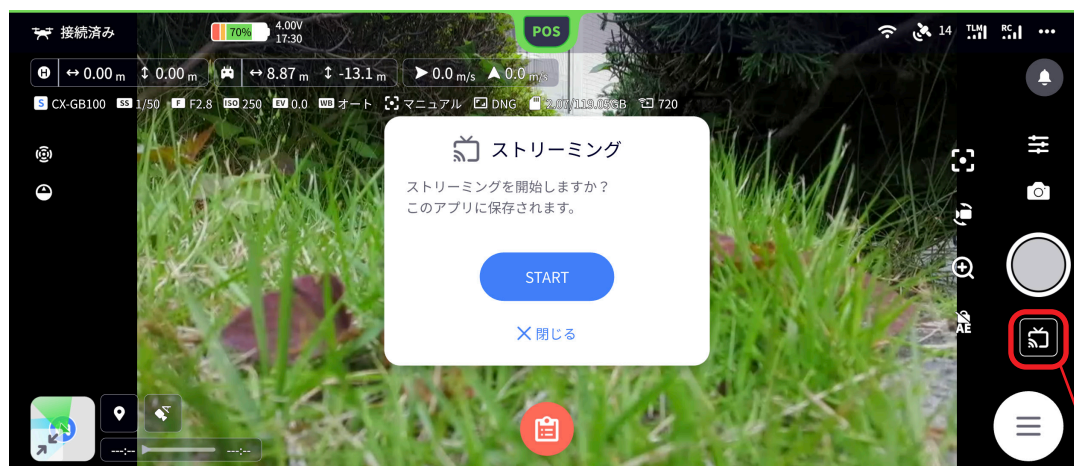 接続済み 70% 4.00V 17:30 POS 14 TLM RC
H ↔ 0.00 m ↕ 0.00 m ↔ 8.87 m ↕ -13.1 m ▶ 0.0 m/s ▲ 0.0 m/s
S CX-GB100 SS 1/50 F F2.8 ISO 250 EV 0.0 WB オート マニュアル DNG 2.07/119.05GB 720
ストリーミング
ストリーミングを開始しますか?
このアプリに保存されます。
START
閉じる
AE
N
---:-- ---:--